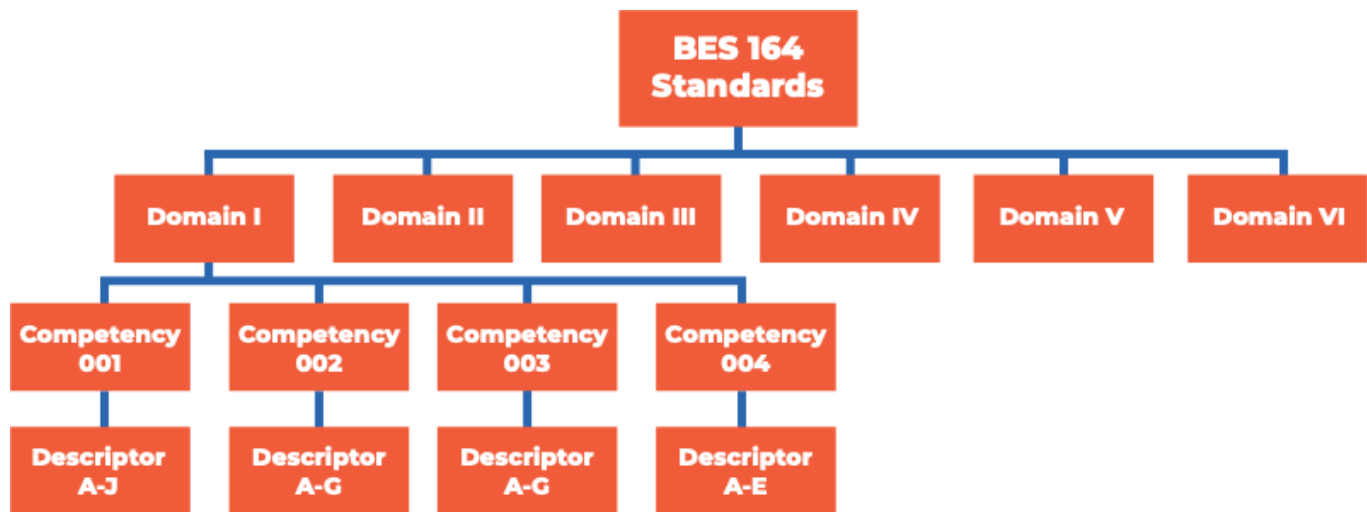 BES 164
Standards
Domain I
Domain II
Domain III
Domain IV
Domain V
Domain VI
Competency
001
Competency
002
Competency
003
Competency
004
Descriptor
A-J
Descriptor
A-G
Descriptor
A-G
Descriptor
A-E